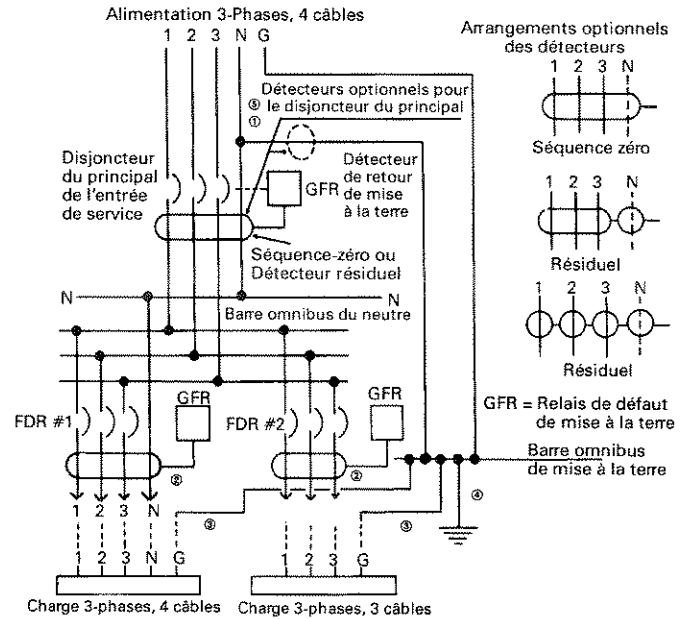 Alimentation 3-Phases, 4 câbles
1 2 3 N G
Arrangements optionnels
des détecteurs
1 2 3 N
Séquence zéro
Détecteurs optionnels pour
le disjoncteur du principal
⑤
①
Disjoncteur
du principal
de l'entrée
de service
GFR
Détecteur
de retour
de mise
à la terre
Séquence-zéro ou
Détecteur résiduel
1 2 3 N
Résiduel
N N
Barre omnibus du neutre
1 2 3 N
Résiduel
FDR #1
GFR
②
FDR #2
GFR
②
GFR = Relais de défaut
de mise à la terre
Barre omnibus
de mise à la terre
④
1 2 3 N
③
③
1 2 3 N G
1 2 3 G
Charge 3-phases, 4 câbles
Charge 3-phases, 3 câbles